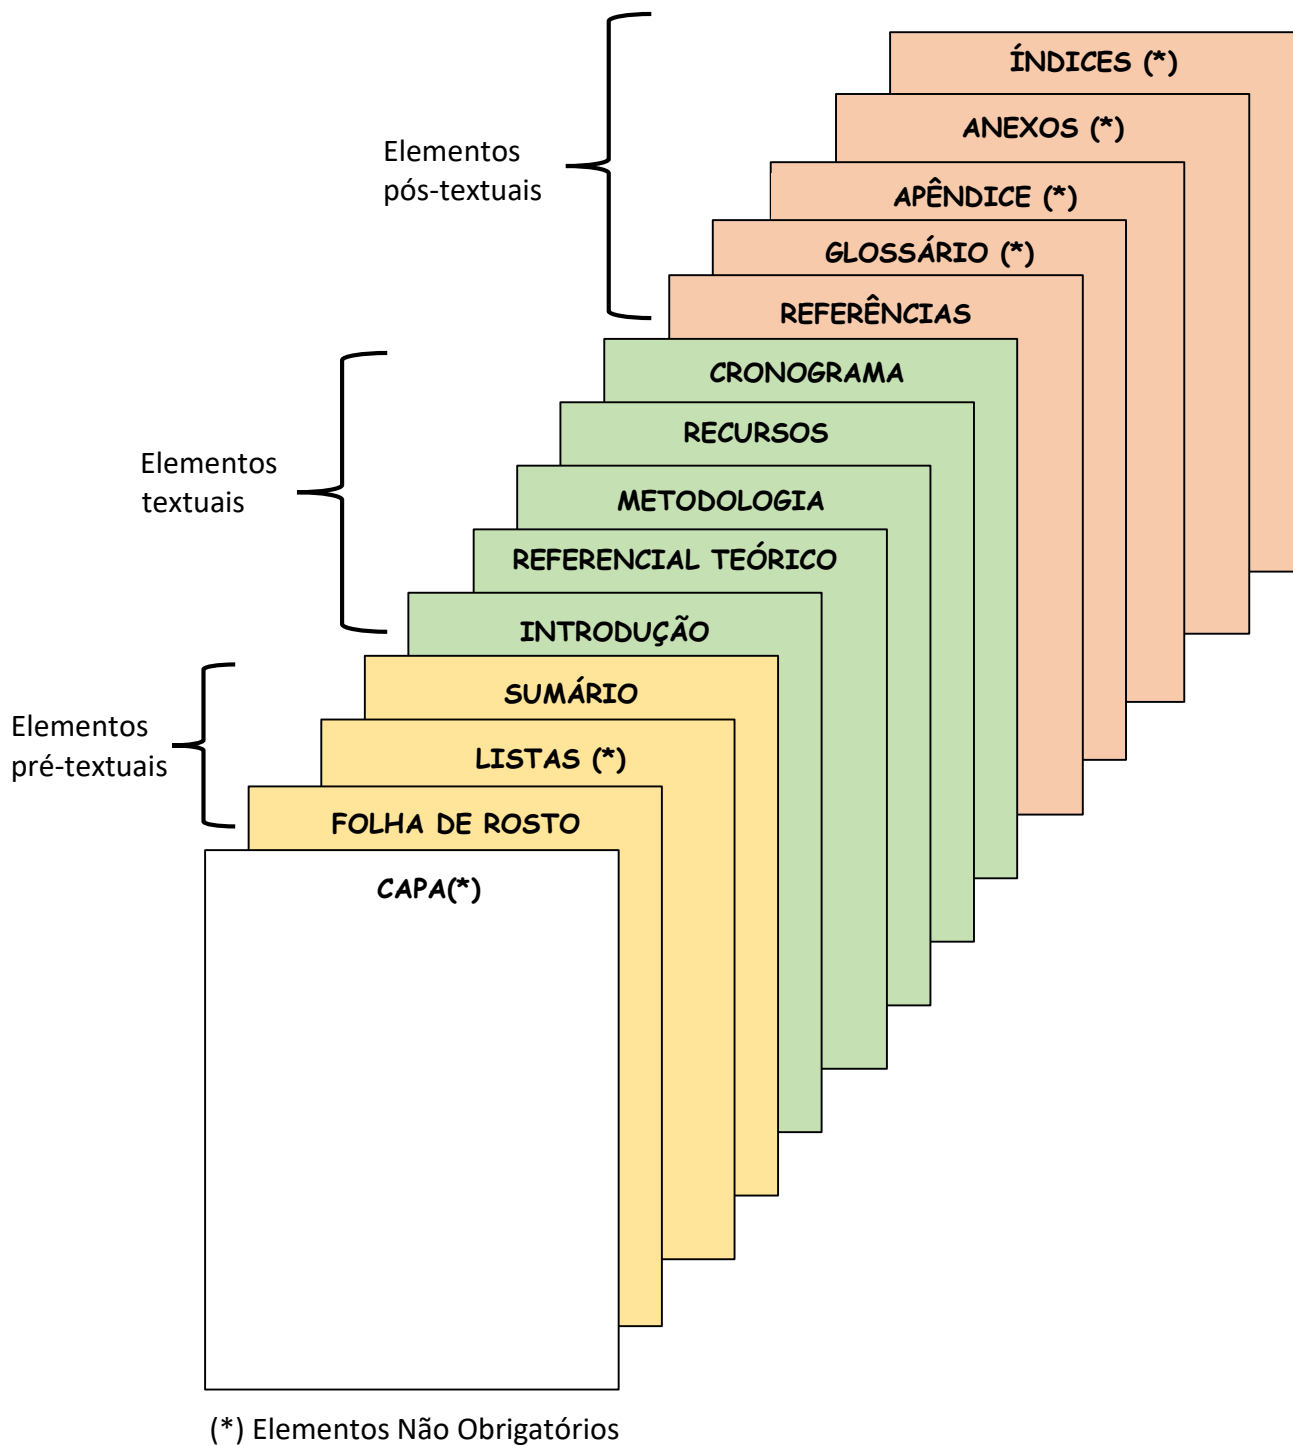 ÍNDICES (*)
ANEXOS (*)
Elementos
pós-textuais
APÊNDICE (*)
GLOSSÁRIO (*)
REFERÊNCIAS
CRONOGRAMA
RECURSOS
Elementos
textuais
METODOLOGIA
REFERENCIAL TEÓRICO
INTRODUÇÃO
SUMÁRIO
Elementos
pré-textuais
LISTAS (*)
FOLHA DE ROSTO
CAPA(*)
(*) Elementos Não Obrigatórios